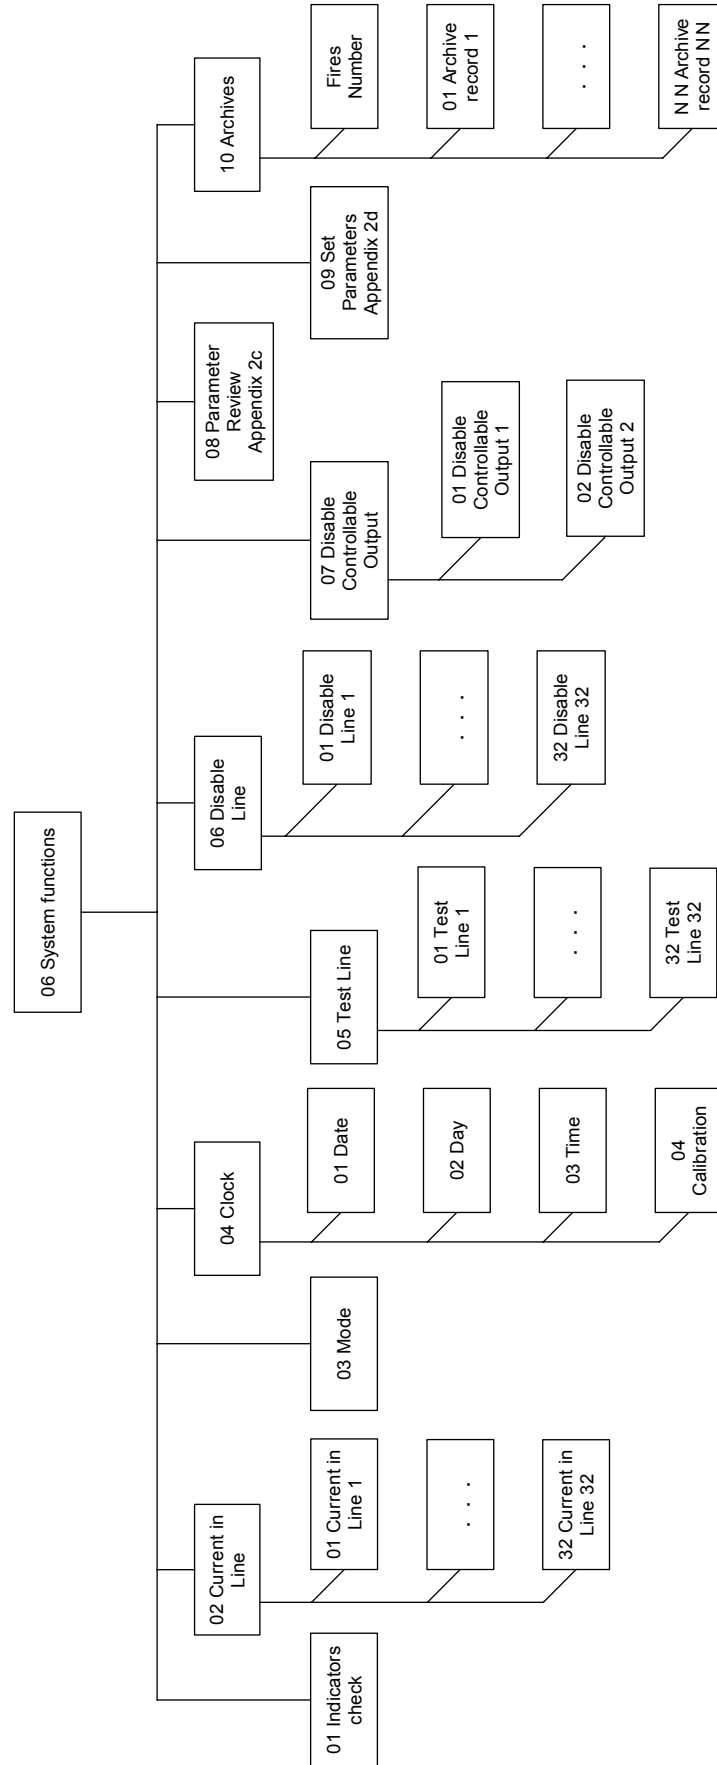 06 System functions
01 Indicators
check
02 Current in
Line
01 Current in
Line 1
. . .
32 Current in
Line 32
03 Mode
04 Clock
01 Date
02 Day
03 Time
04
Calibration
05 Test Line
01 Test
Line 1
. . .
32 Test
Line 32
06 Disable
Line
01 Disable
Line 1
. . .
32 Disable
Line 32
07 Disable
Controllable
Output
01 Disable
Controllable
Output 1
02 Disable
Controllable
Output 2
08 Parameter
Review
Appendix 2c
09 Set
Parameters
Appendix 2d
10 Archives
Fires
Number
01 Archive
record 1
. . .
N N Archive
record N N